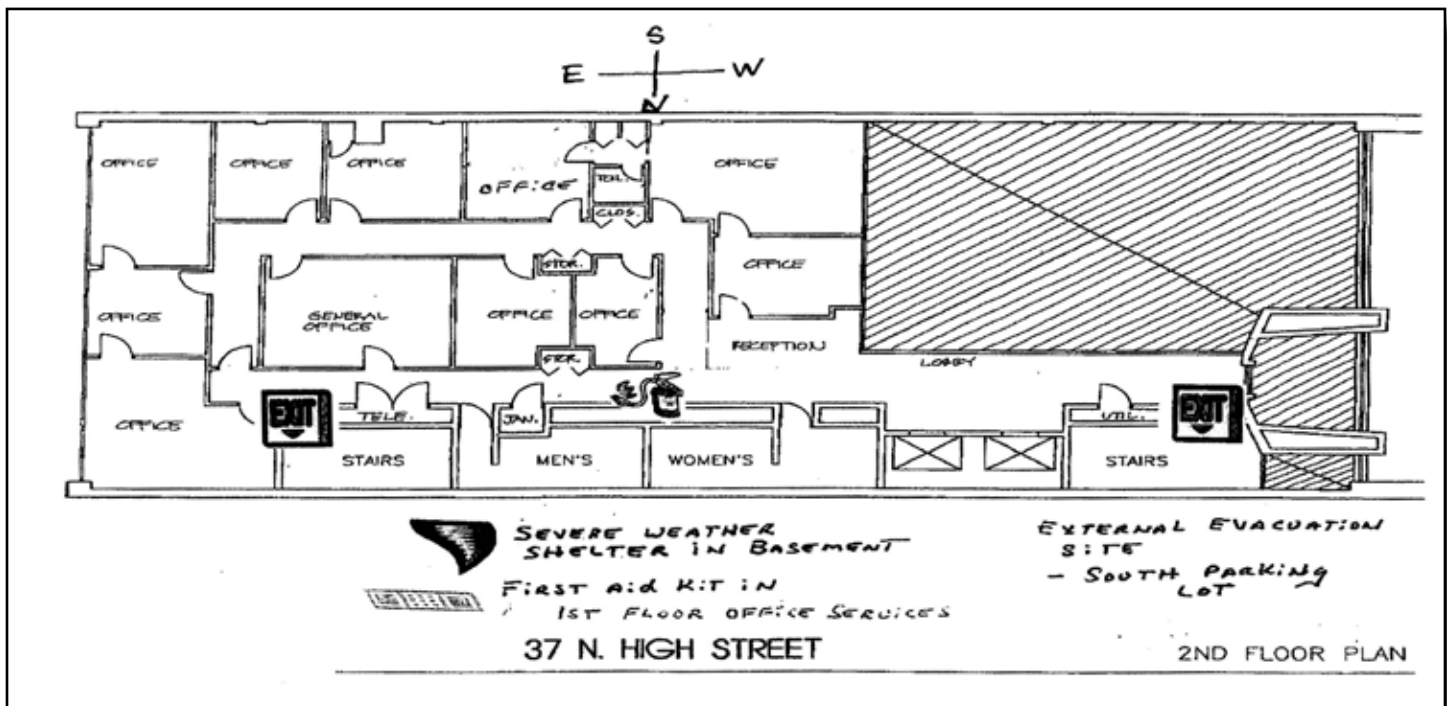 S
E W
N
OFFICE OFFICE OFFICE OFFICE TOIL. OFFICE
CLOS.
STOR. OFFICE
OFFICE GENERAL
OFFICE OFFICE OFFICE
STOR. RECEPTION LOBBY
OFFICE EXIT TELE. JAN. UTIL. EXIT
STAIRS MEN'S WOMEN'S STAIRS
SEVERE WEATHER
SHELTER IN BASEMENT
FIRST AID KIT IN
1ST FLOOR OFFICE SERVICES
EXTERNAL EVACUATION
SITE
- SOUTH PARKING
LOT
37 N. HIGH STREET
2ND FLOOR PLAN